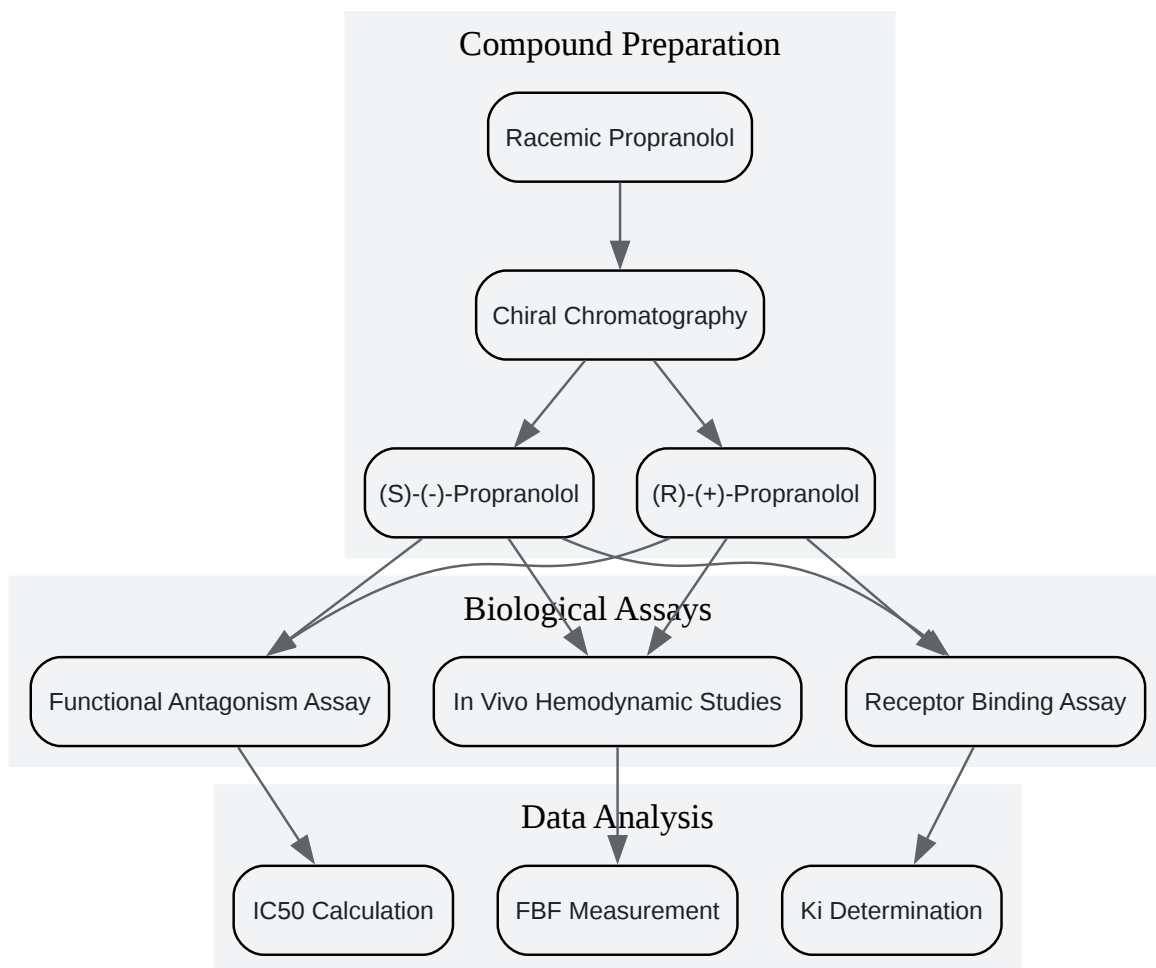 Compound Preparation
Racemic Propranolol
Chiral Chromatography
(S)-(-)-Propranolol
(R)-(+)-Propranolol
Biological Assays
Functional Antagonism Assay
In Vivo Hemodynamic Studies
Receptor Binding Assay
Data Analysis
IC50 Calculation
FBF Measurement
Ki Determination